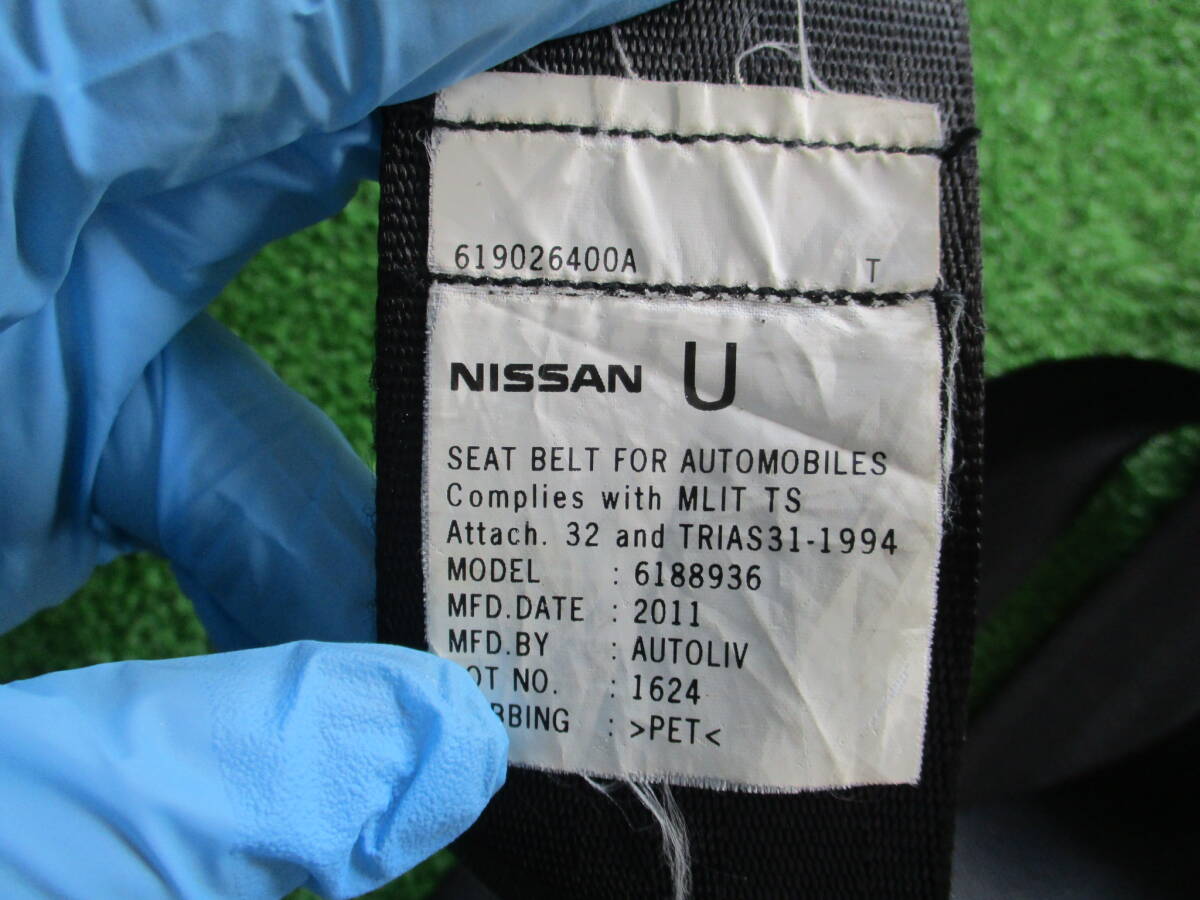 619026400A T
NISSAN U
SEAT BELT FOR AUTOMOBILES
Complies with MLIT TS
Attach. 32 and TRIAS31-1994
MODEL : 6188936
MFD.DATE : 2011
MFD.BY : AUTOLIV
OT NO. : 1624
BBING : >PET<